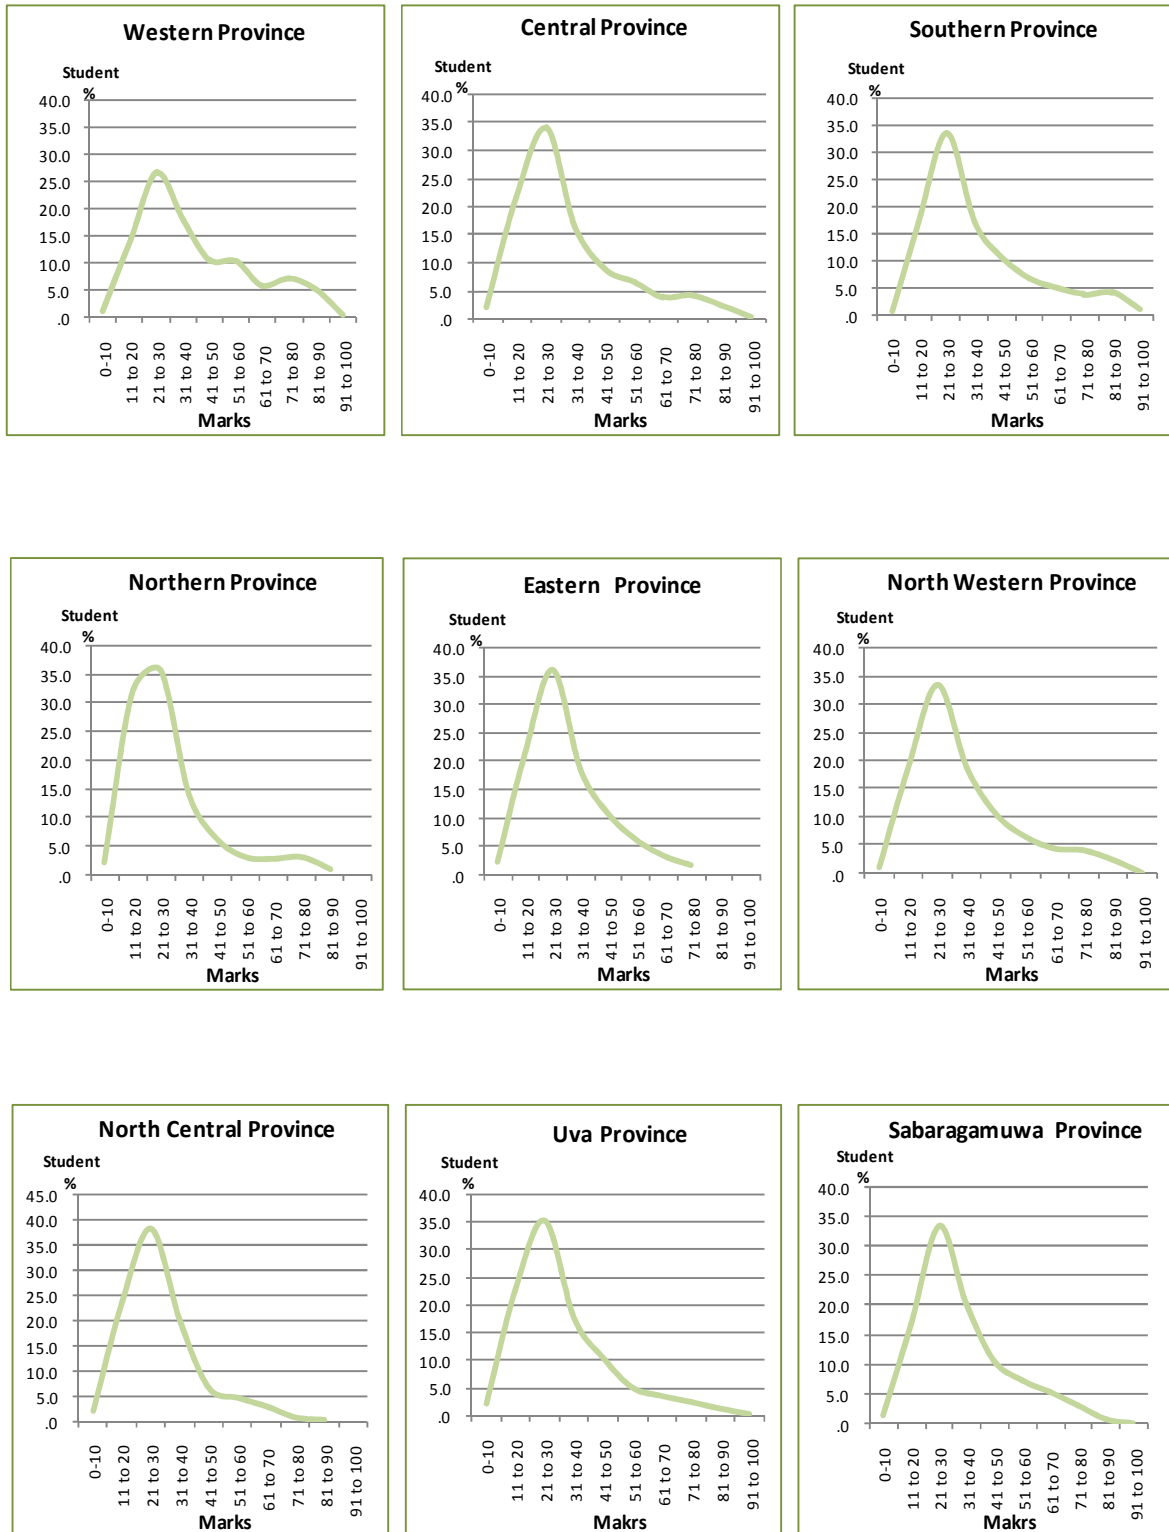 Western Province
Student
%
40.0
35.0
30.0
25.0
20.0
15.0
10.0
5.0
.0
0-10
11 to 20
21 to 30
31 to 40
41 to 50
51 to 60
61 to 70
71 to 80
81 to 90
91 to 100
Marks
Central Province
Student
%
40.0
35.0
30.0
25.0
20.0
15.0
10.0
5.0
.0
0-10
11 to 20
21 to 30
31 to 40
41 to 50
51 to 60
61 to 70
71 to 80
81 to 90
91 to 100
Marks
Southern Province
Student
%
40.0
35.0
30.0
25.0
20.0
15.0
10.0
5.0
.0
0-10
11 to 20
21 to 30
31 to 40
41 to 50
51 to 60
61 to 70
71 to 80
81 to 90
91 to 100
Marks
Northern Province
Student
%
40.0
35.0
30.0
25.0
20.0
15.0
10.0
5.0
.0
0-10
11 to 20
21 to 30
31 to 40
41 to 50
51 to 60
61 to 70
71 to 80
81 to 90
91 to 100
Marks
Eastern Province
Student
%
40.0
35.0
30.0
25.0
20.0
15.0
10.0
5.0
.0
0-10
11 to 20
21 to 30
31 to 40
41 to 50
51 to 60
61 to 70
71 to 80
81 to 90
91 to 100
Marks
North Western Province
Student
%
40.0
35.0
30.0
25.0
20.0
15.0
10.0
5.0
.0
0-10
11 to 20
21 to 30
31 to 40
41 to 50
51 to 60
61 to 70
71 to 80
81 to 90
91 to 100
Marks
North Central Province
Student
%
45.0
40.0
35.0
30.0
25.0
20.0
15.0
10.0
5.0
.0
0-10
11 to 20
21 to 30
31 to 40
41 to 50
51 to 60
61 to 70
71 to 80
81 to 90
91 to 100
Marks
Uva Province
Student
%
40.0
35.0
30.0
25.0
20.0
15.0
10.0
5.0
.0
0-10
11 to 20
21 to 30
31 to 40
41 to 50
51 to 60
61 to 70
71 to 80
81 to 90
91 to 100
Makrs
Sabaragamuwa Province
Student
%
40.0
35.0
30.0
25.0
20.0
15.0
10.0
5.0
.0
0-10
11 to 20
21 to 30
31 to 40
41 to 50
51 to 60
61 to 70
71 to 80
81 to 90
91 to 100
Marks